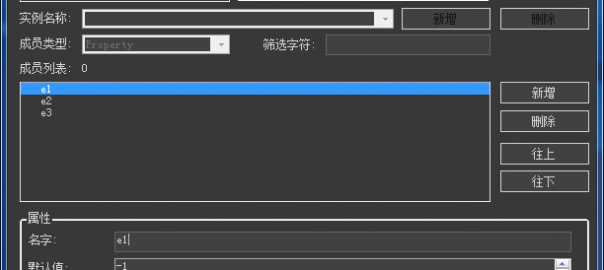 实例名称: 新增 删除
成员类型: Property 筛选字符:
成员列表: 0
e1
e2
e3
新增
删除
往上
往下
属性
名字: e1
默认值: -1